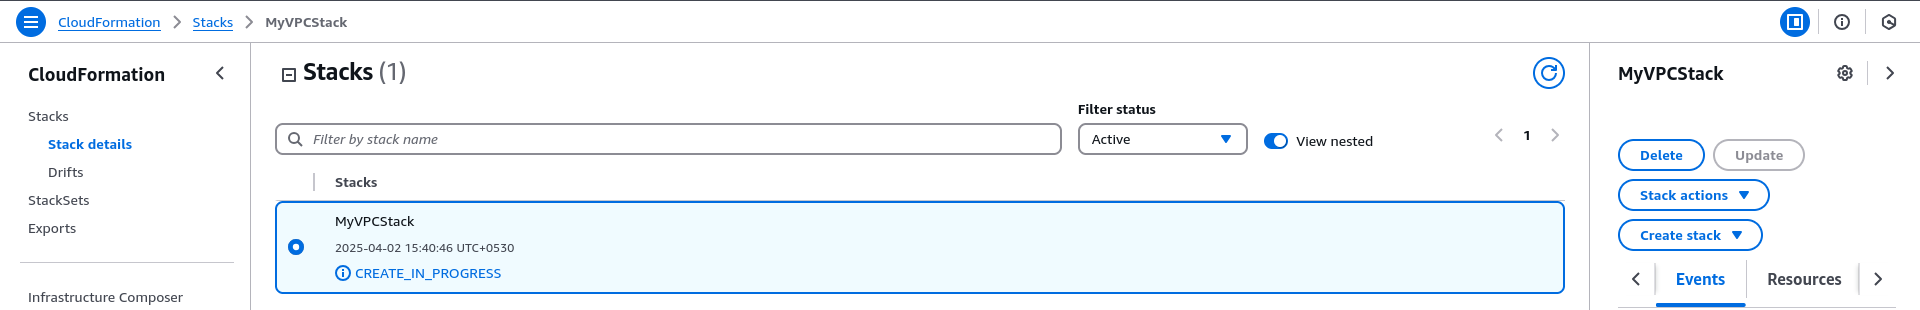 CloudFormation > Stacks > MyVPCStack
CloudFormation
Stacks
Stack details
Drifts
StackSets
Exports
Infrastructure Composer
Stacks (1)
Filter by stack name
Filter status
Active
View nested
1
Stacks
MyVPCStack
2025-04-02 15:40:46 UTC+0530
CREATE_IN_PROGRESS
MyVPCStack
Delete
Update
Stack actions
Create stack
Events
Resources